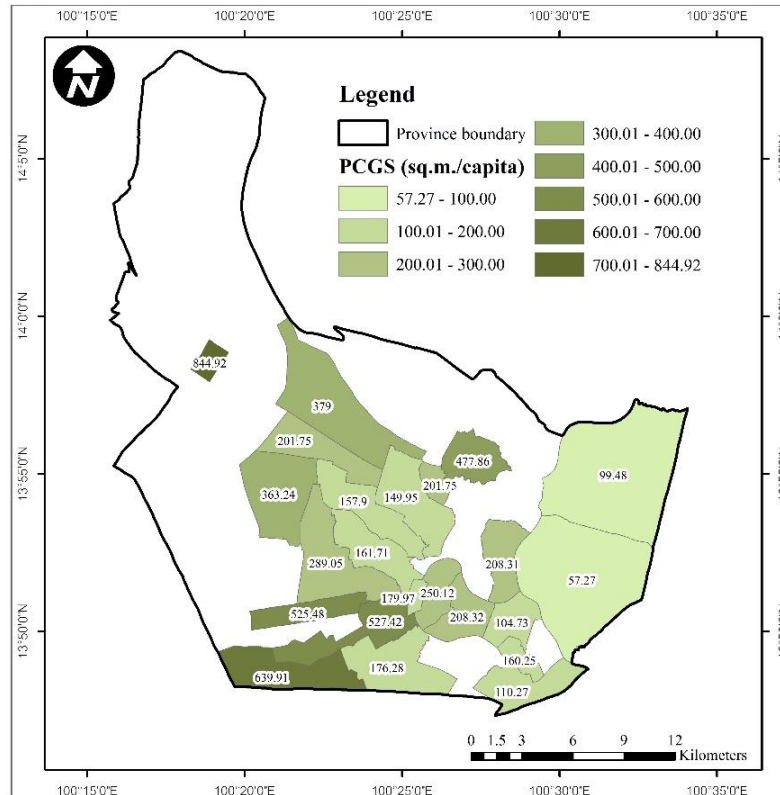 100°15'0"E 100°20'0"E 100°25'0"E 100°30'0"E 100°35'0"E
N
Legend
Province boundary
PCGS (sq.m./capita)
57.27 - 100.00
100.01 - 200.00
200.01 - 300.00
300.01 - 400.00
400.01 - 500.00
500.01 - 600.00
600.01 - 700.00
700.01 - 844.92
14°5'0"N
14°0'0"N
13°55'0"N
13°50'0"N
844.92
379
201.75
477.86
99.48
363.24
157.9
149.95
201.75
161.71
289.05
208.31
57.27
179.97
250.12
525.48
527.42
208.32
104.73
639.91
176.28
160.25
110.27
0 1.5 3 6 9 12
Kilometers
100°15'0"E 100°20'0"E 100°25'0"E 100°30'0"E 100°35'0"E